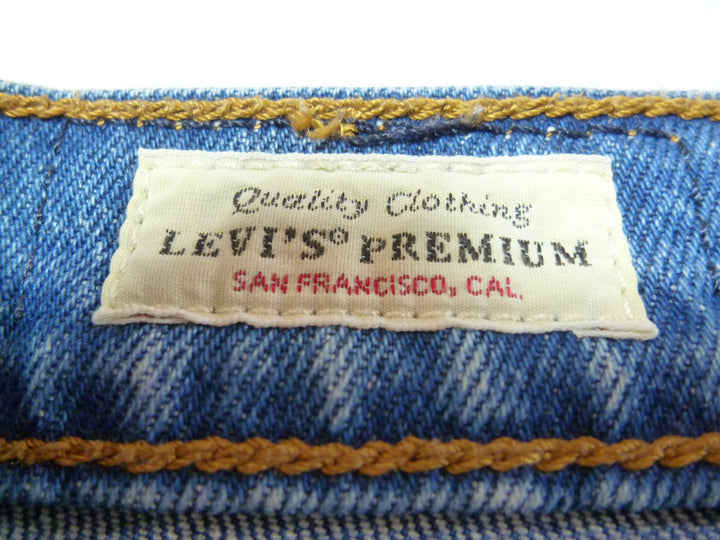 Quality Clothing
LEVI'S® PREMIUM
SAN FRANCISCO, CAL.